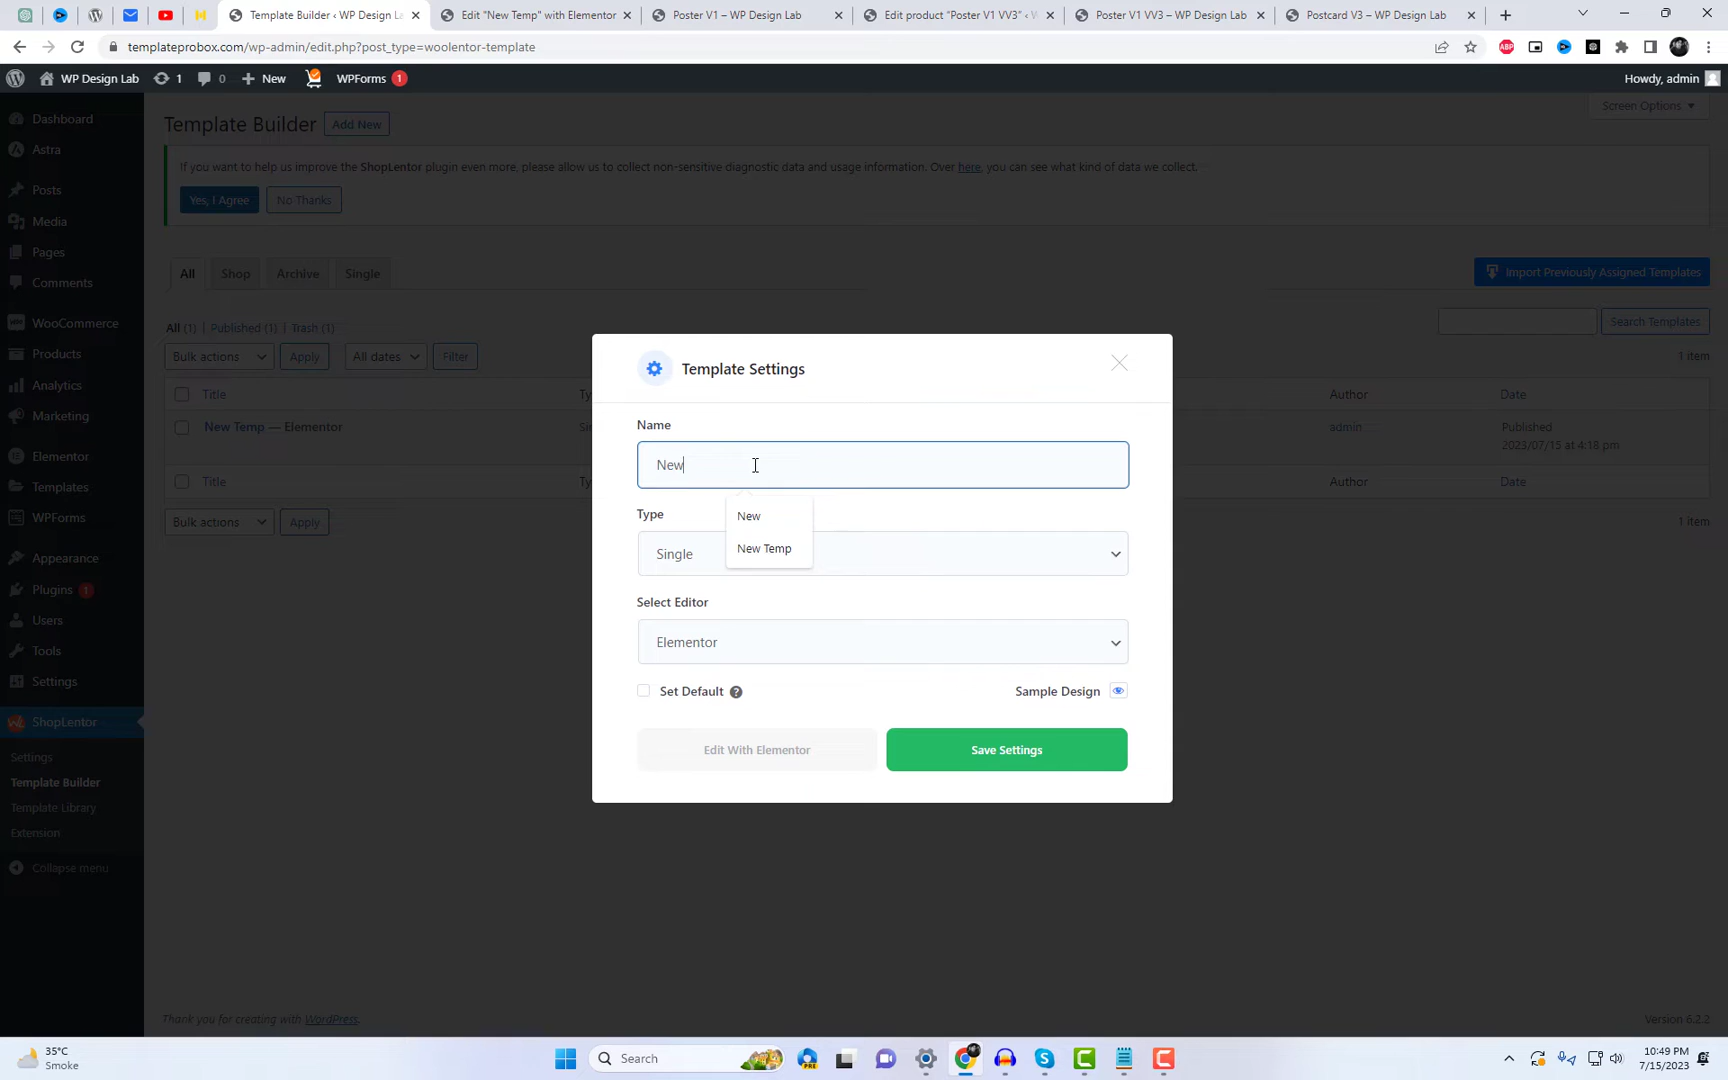 Template Builder ‹ WP Design La
Edit "New Temp" with Elementor
Poster V1 – WP Design Lab
Edit product "Poster V1 VV3" ‹ W
Poster V1 VV3 – WP Design Lab
Postcard V3 – WP Design Lab
templateprobox.com/wp-admin/edit.php?post_type=woolentor-template
ABP
WP Design Lab
1
0
New
WPForms
1
Howdy, admin
Dashboard
Astra
Posts
Media
Pages
Comments
WooCommerce
Products
Analytics
Marketing
Elementor
Templates
WPForms
Appearance
Plugins 1
Users
Tools
Settings
ShopLentor
Settings
Template Builder
Template Library
Extension
Collapse menu
Screen Options
Template Builder
Add New
If you want to help us improve the ShopLentor plugin even more, please allow us to collect non-sensitive diagnostic data and usage information. Over here, you can see what kind of data we collect.
Yes, I Agree
No Thanks
All
Shop
Archive
Single
Import Previously Assigned Templates
All (1) | Published (1) | Trash (1)
Search Templates
Bulk actions
Apply
All dates
Filter
1 item
Title
Ty
Author
Date
New Temp — Elementor
Si
admin
Published
2023/07/15 at 4:18 pm
Title
Ty
Author
Date
Bulk actions
Apply
1 item
Template Settings
Name
New
New
New Temp
Type
Single
Select Editor
Elementor
Set Default
?
Sample Design
Edit With Elementor
Save Settings
Thank you for creating with WordPress.
Version 6.2.2
35°C
Smoke
Search
PRE
10:49 PM
7/15/2023